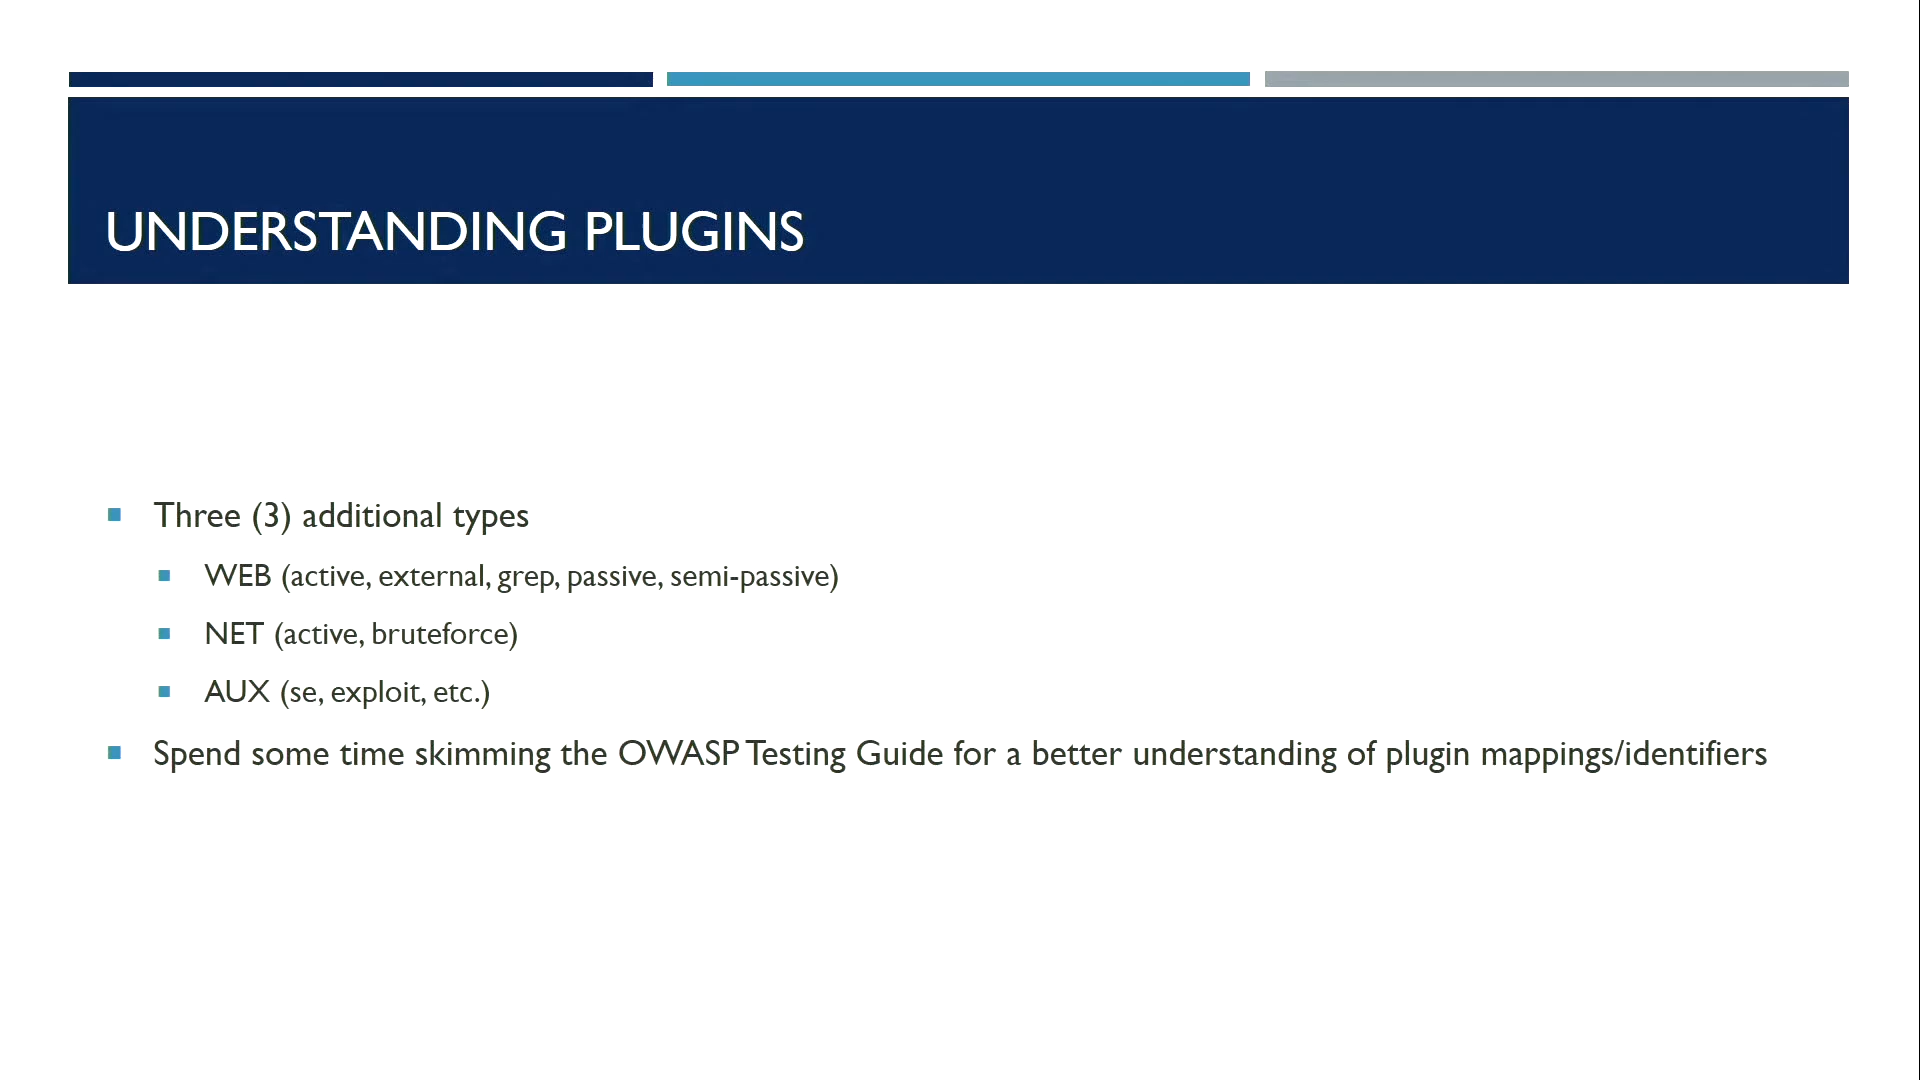 UNDERSTANDING PLUGINS
Three (3) additional types
WEB (active, external, grep, passive, semi-passive)
NET (active, bruteforce)
AUX (se, exploit, etc.)
Spend some time skimming the OWASP Testing Guide for a better understanding of plugin mappings/identifiers